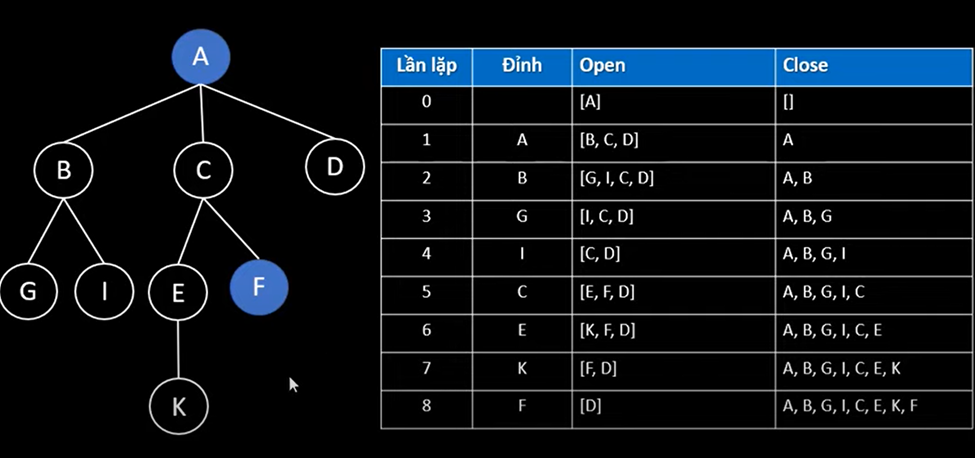 A
B C D
G I E F
K
Lần lặp Đỉnh Open Close
0 [A] []
1 A [B, C, D] A
2 B [G, I, C, D] A, B
3 G [I, C, D] A, B, G
4 I [C, D] A, B, G, I
5 C [E, F, D] A, B, G, I, C
6 E [K, F, D] A, B, G, I, C, E
7 K [F, D] A, B, G, I, C, E, K
8 F [D] A, B, G, I, C, E, K, F